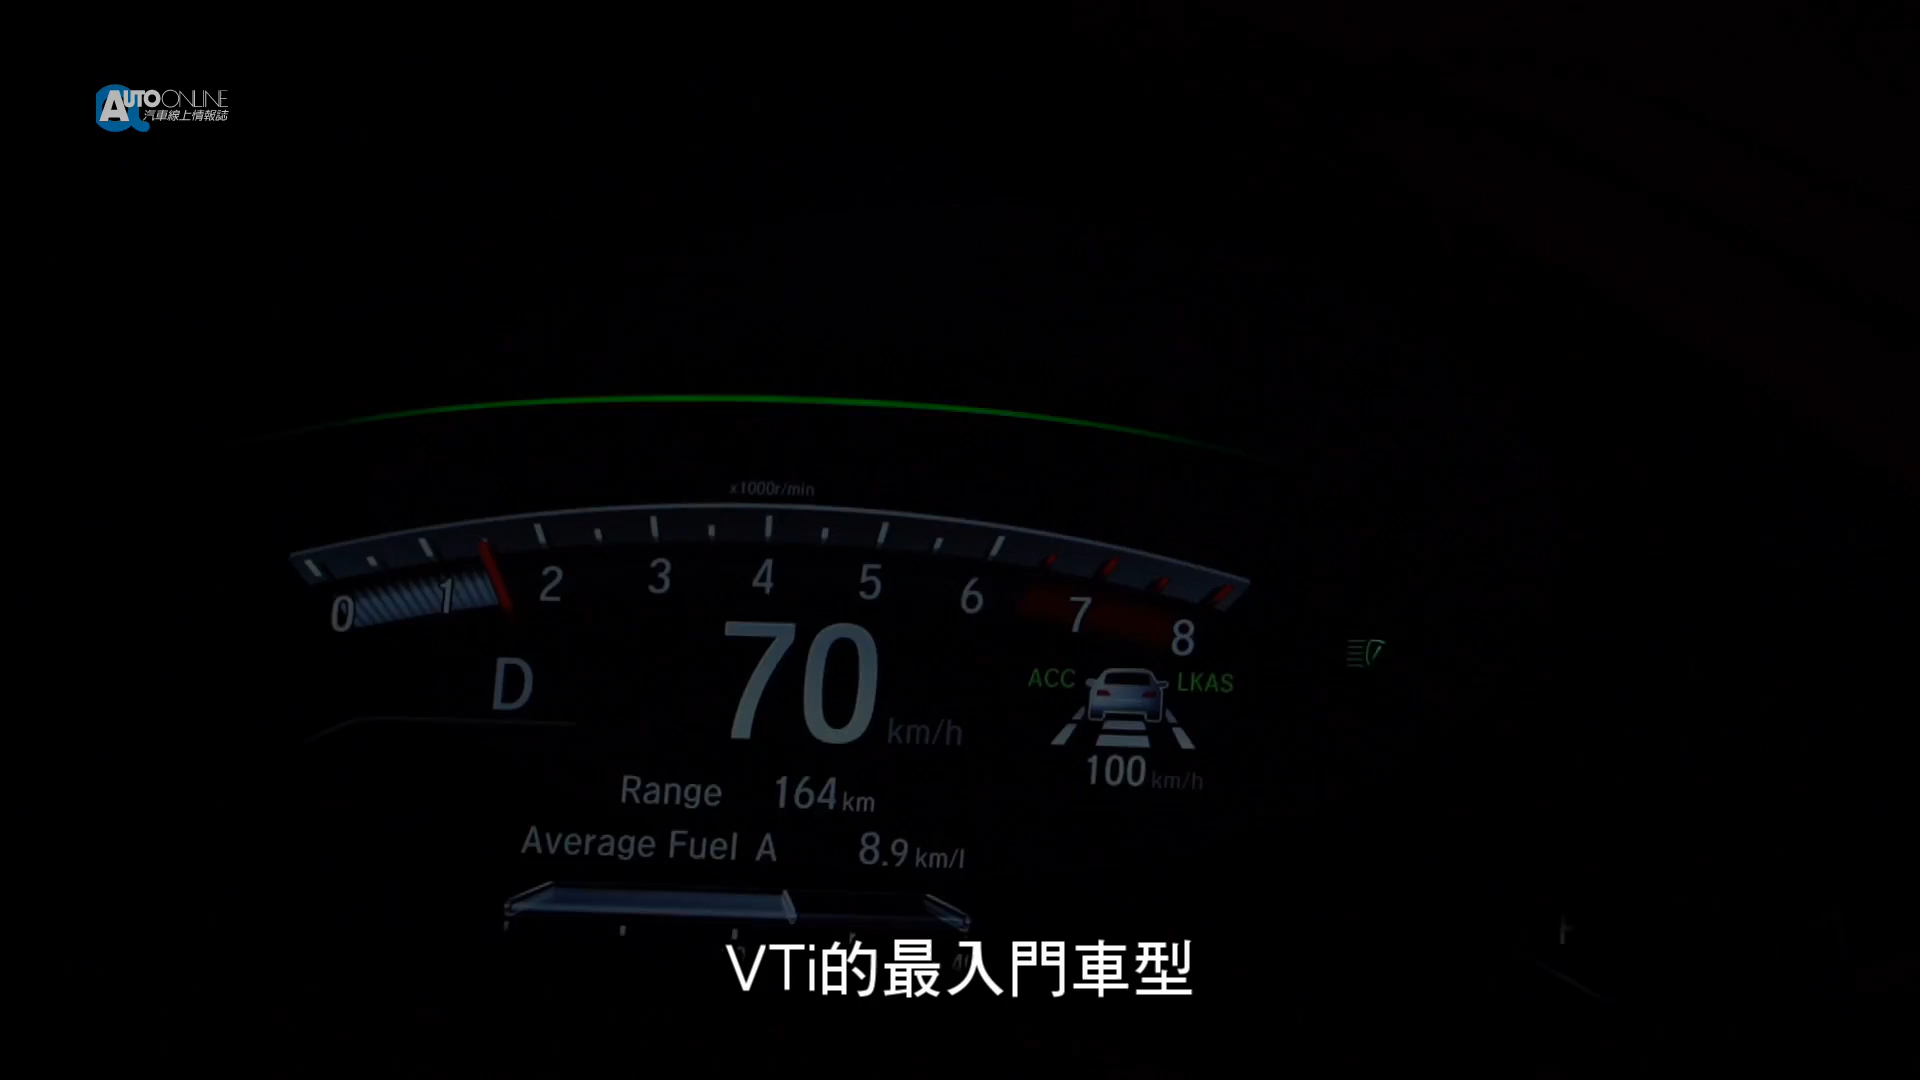 AUTO ONLINE
汽車線上情報誌
x1000r/min
0 1 2 3 4 5 6 7 8
D
70 km/h
ACC LKAS
100 km/h
Range 164 km
Average Fuel A 8.9 km/l
VTi的最入門車型